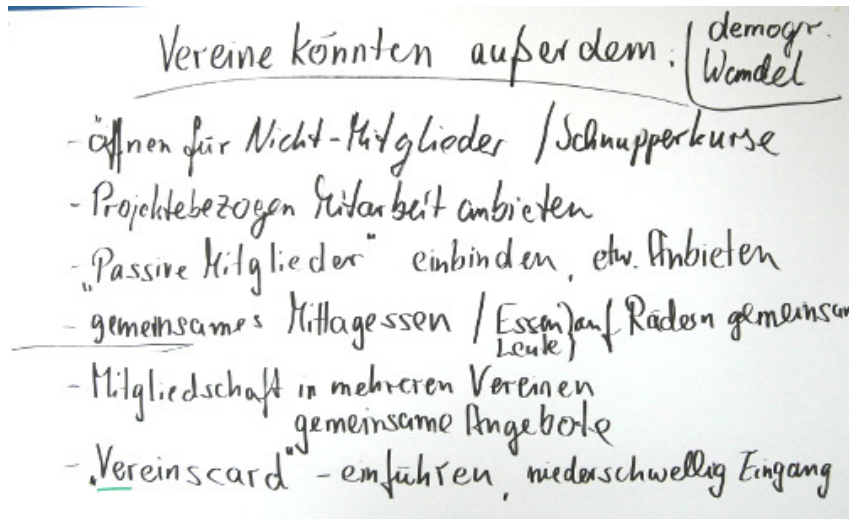 Vereine könnten außerdem:
demogr.
Wandel
- öffnen für Nicht-Mitglieder / Schnupperkurse
- Projektebezogen Mitarbeit anbieten
- „Passive Mitglieder" einbinden, etw. Anbieten
- gemeinsames Mittagessen / Essen auf Rädern gemeinsam
Leute
- Mitgliedschaft in mehreren Vereinen
gemeinsame Angebote
- „Vereinscard" - einführen, niederschwellig Eingang